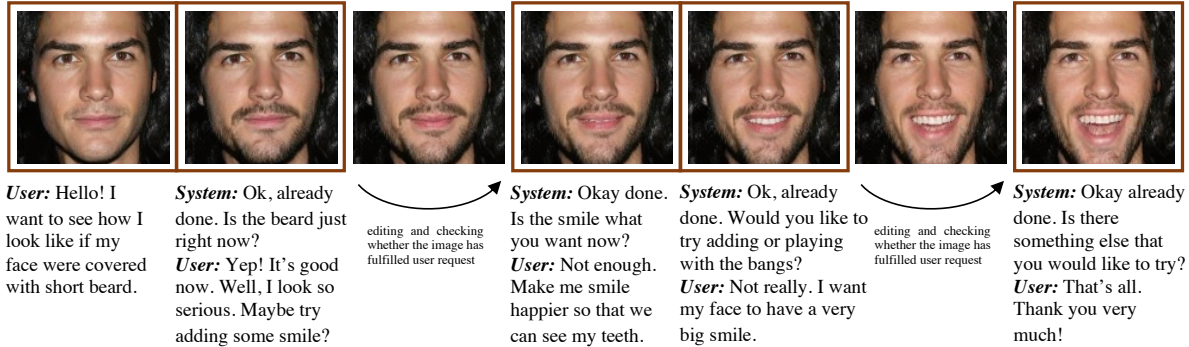 User: Hello! I
want to see how I
look like if my
face were covered
with short beard.
System: Ok, already
done. Is the beard just
right now?
User: Yep! It's good
now. Well, I look so
serious. Maybe try
adding some smile?
editing and checking
whether the image has
fulfilled user request
System: Okay done.
Is the smile what
you want now?
User: Not enough.
Make me smile
happier so that we
can see my teeth.
System: Ok, already
done. Would you like to
try adding or playing
with the bangs?
User: Not really. I want
my face to have a very
big smile.
editing and checking
whether the image has
fulfilled user request
System: Okay already
done. Is there
something else that
you would like to try?
User: That's all.
Thank you very
much!